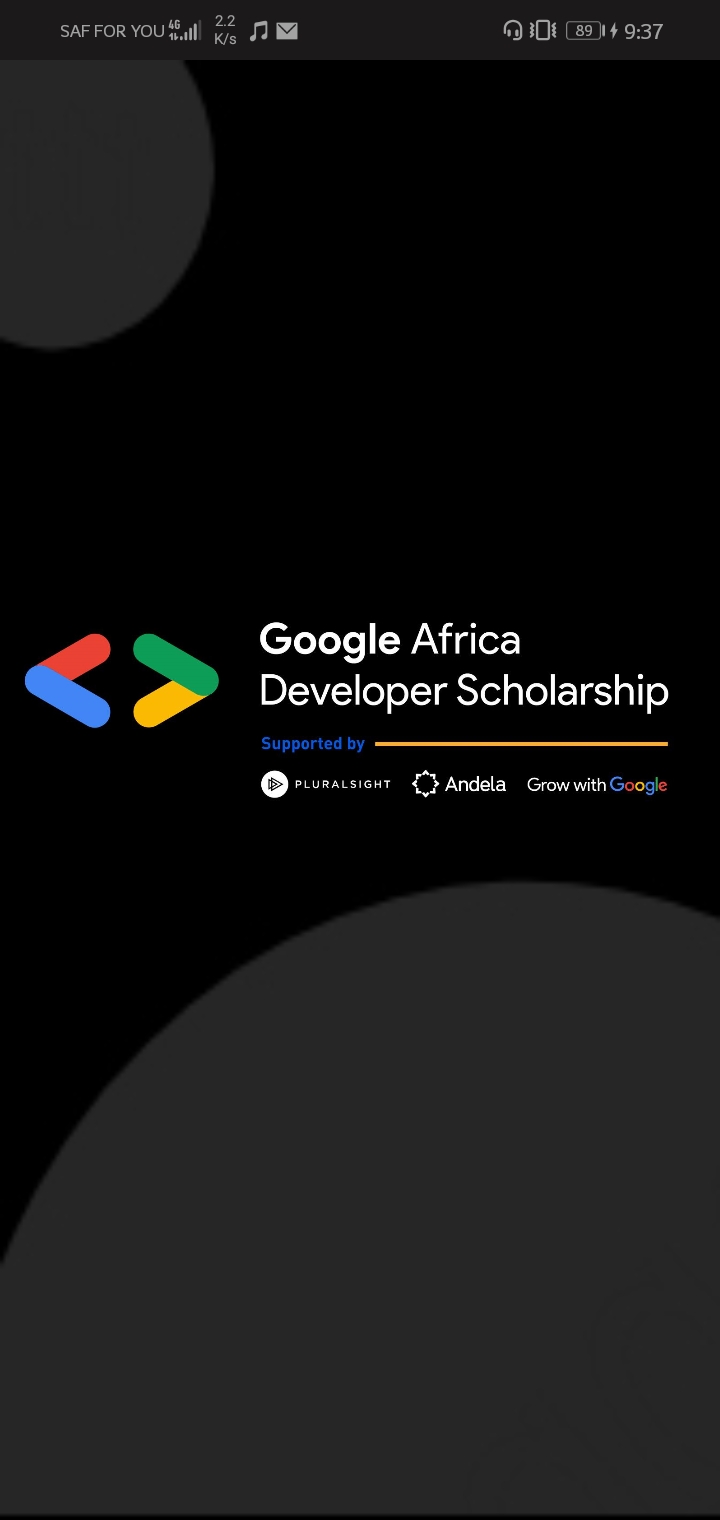 SAF FOR YOU 4G 2.2 K/s 89 9:37
Google Africa
Developer Scholarship
Supported by
PLURALSIGHT Andela Grow with Google